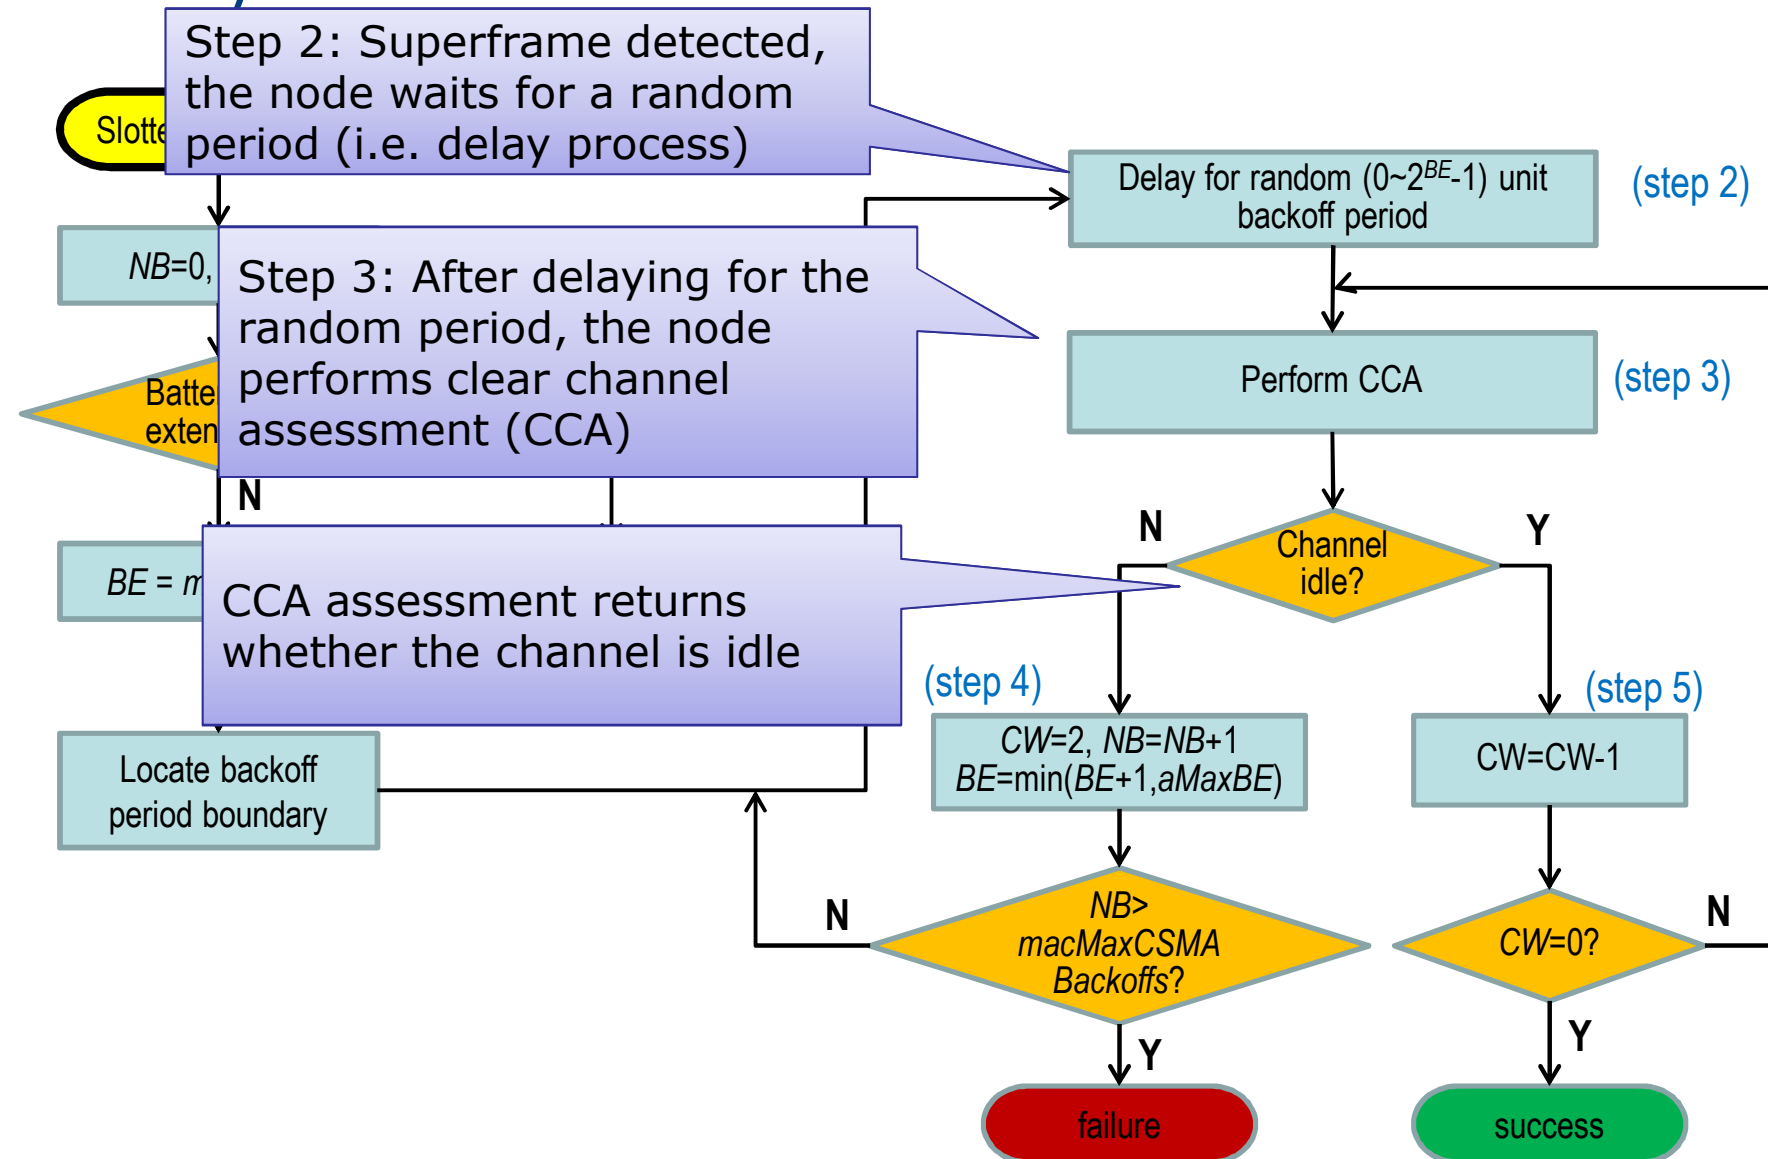 Step 2: Superframe detected,
the node waits for a random
period (i.e. delay process)
Delay for random (0~2^BE-1) unit
backoff period
(step 2)
NB=0,
Step 3: After delaying for the
random period, the node
performs clear channel
assessment (CCA)
Perform CCA
(step 3)
N
BE =
CCA assessment returns
whether the channel is idle
N
Channel
idle?
Y
(step 4)
CW=2, NB=NB+1
BE=min(BE+1,aMaxBE)
(step 5)
CW=CW-1
Locate backoff
period boundary
N
NB>
macMaxCSMA
Backoffs?
CW=0?
N
Y
Y
failure
success